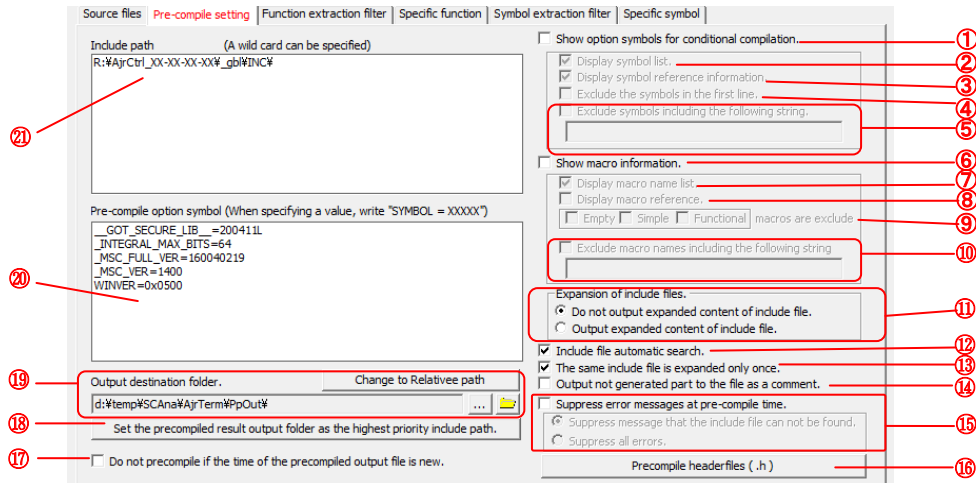 Source files Pre-compile setting Function extraction filter Specific function Symbol extraction filter Specific symbol
Include path (A wild card can be specified)
R:¥AjrCtrl_XX-XX-XX-XX¥_gbl¥INC¥
㉑
Pre-compile option symbol (When specifying a value, write "SYMBOL = XXXXX")
__GOT_SECURE_LIB__=200411L
_INTEGRAL_MAX_BITS=64
_MSC_FULL_VER=160040219
_MSC_VER=1400
WINVER=0x0500
⑳
⑲
Output destination folder. Change to Relativee path
d:¥temp¥SCAna¥AjrTerm¥PpOut¥ ...
⑱
Set the precompiled result output folder as the highest priority include path.
⑰
Do not precompile if the time of the precompiled output file is new.
Show option symbols for conditional compilation. ①
Display symbol list. ②
Display symbol reference information ③
Exclude the symbols in the first line. ④
Exclude symbols including the following string. ⑤
Show macro information. ⑥
Display macro name list ⑦
Display macro reference. ⑧
Empty Simple Functional macros are exclude ⑨
Exclude macro names including the following string ⑩
Expansion of include files.
Do not output expanded content of include file. ⑪
Output expanded content of include file.
Include file automatic search. ⑫
The same include file is expanded only once. ⑬
Output not generated part to the file as a comment. ⑭
Suppress error messages at pre-compile time.
Suppress message that the include file can not be found. ⑮
Suppress all errors.
Precompile headerfiles ( .h ) ⑯